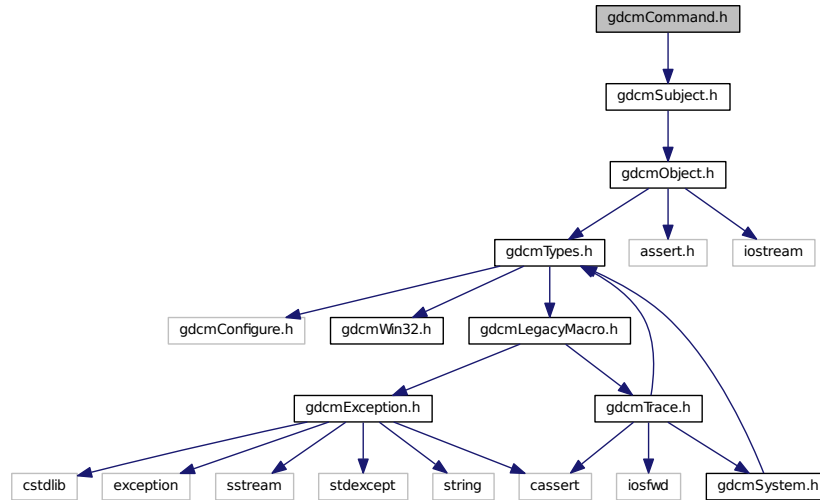 gdcmCommand.h
gdcmSubject.h
gdcmObject.h
gdcmTypes.h
assert.h
iostream
gdcmConfigure.h
gdcmWin32.h
gdcmLegacyMacro.h
gdcmException.h
gdcmTrace.h
cstdlib
exception
sstream
stdexcept
string
cassert
iosfwd
gdcmSystem.h